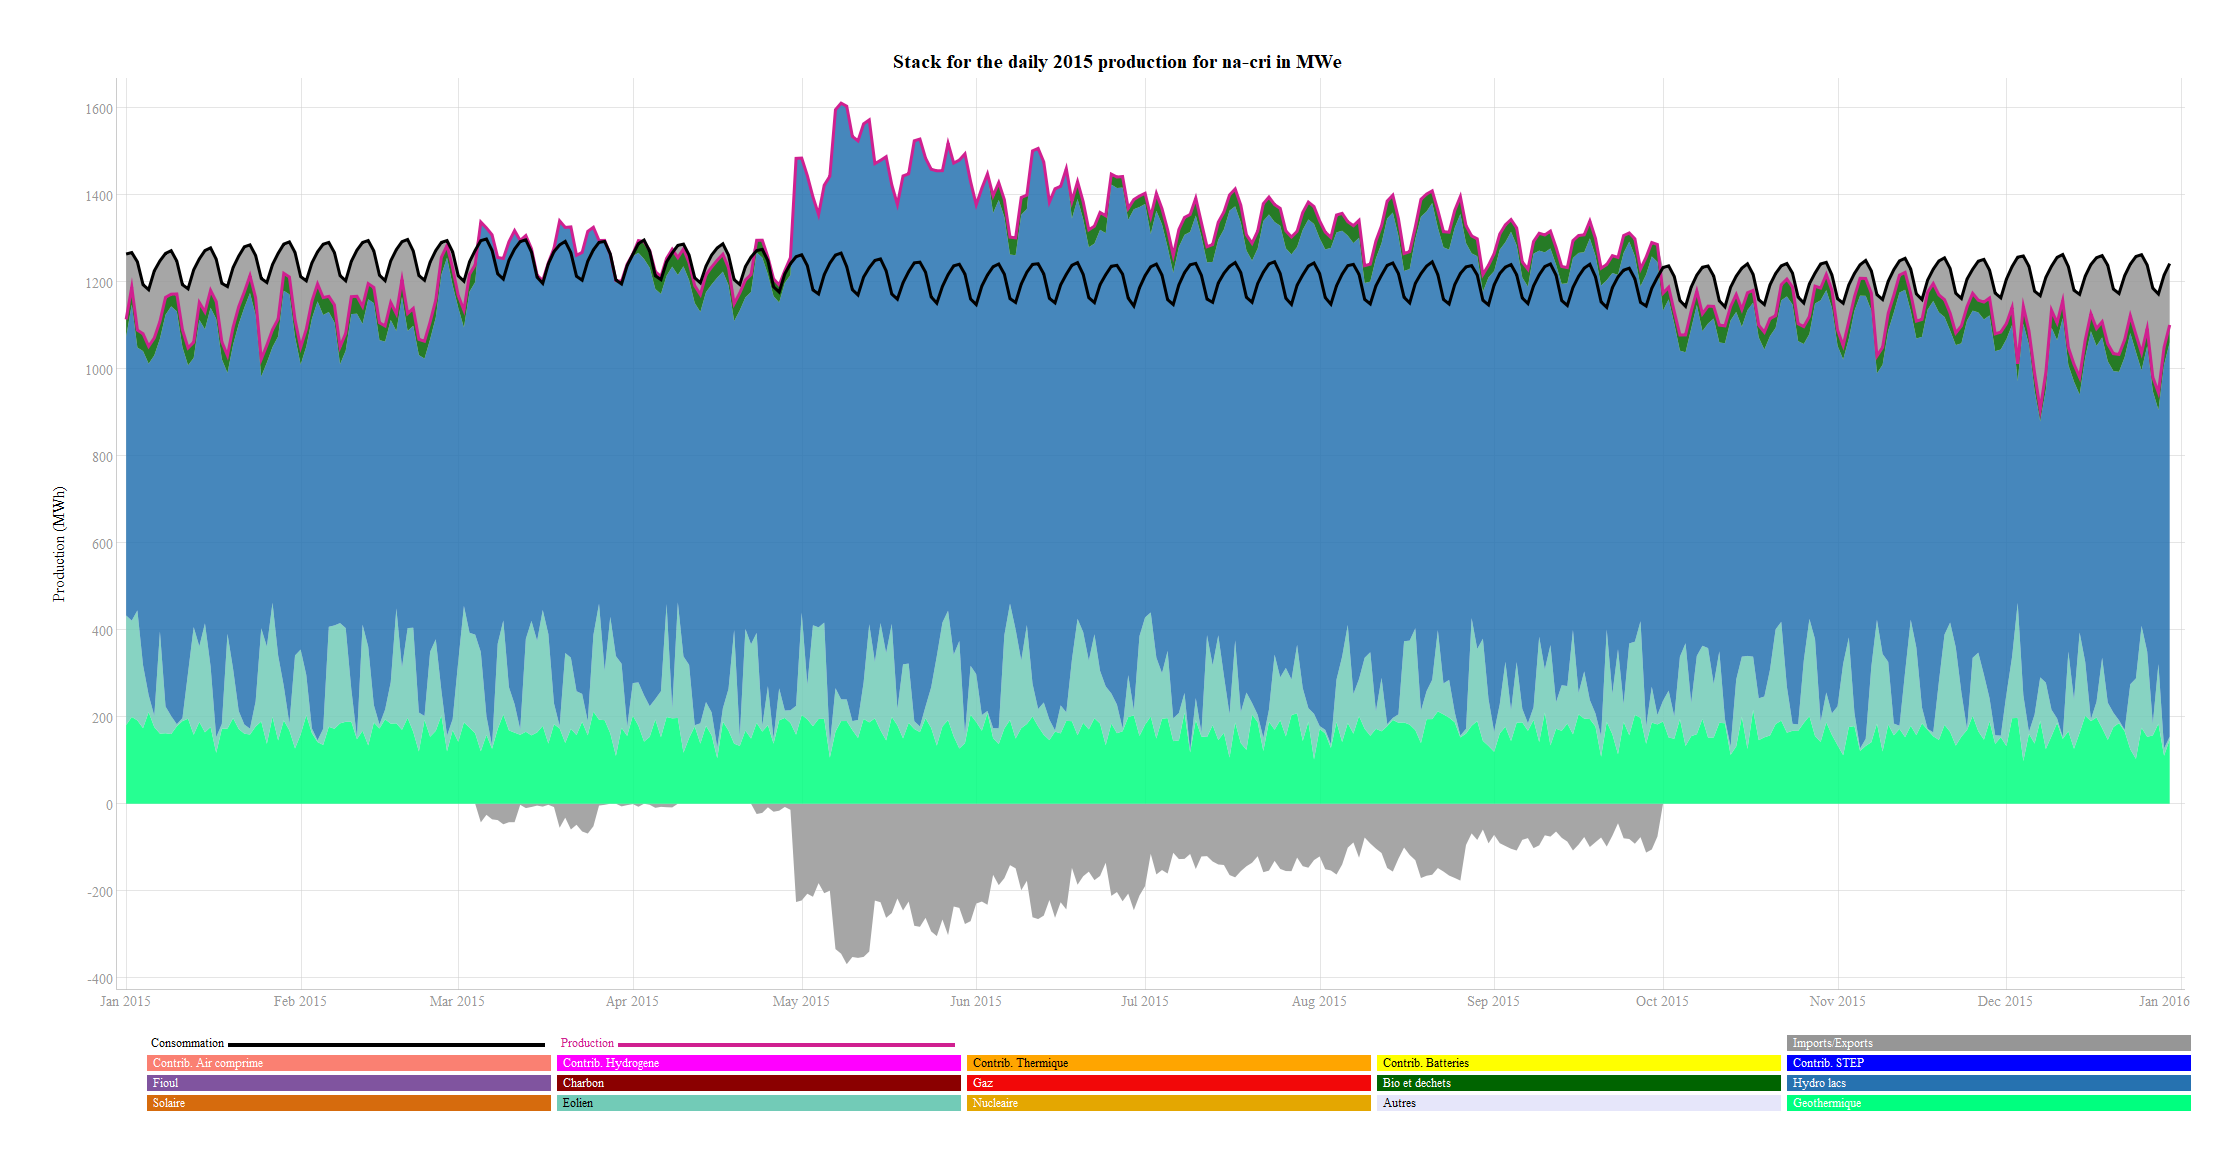 Stack for the daily 2015 production for na-cri in MWe
Production (MWh)
1600
1400
1200
1000
800
600
400
200
0
-200
-400
Jan 2015 Feb 2015 Mar 2015 Apr 2015 May 2015 Jun 2015 Jul 2015 Aug 2015 Sep 2015 Oct 2015 Nov 2015 Dec 2015 Jan 2016
Consommation Production Imports/Exports
Contrib. Air comprime Contrib. Hydrogene Contrib. Thermique Contrib. Batteries Contrib. STEP
Fioul Charbon Gaz Bio et dechets Hydro lacs
Solaire Eolien Nucleaire Autres Geothermique